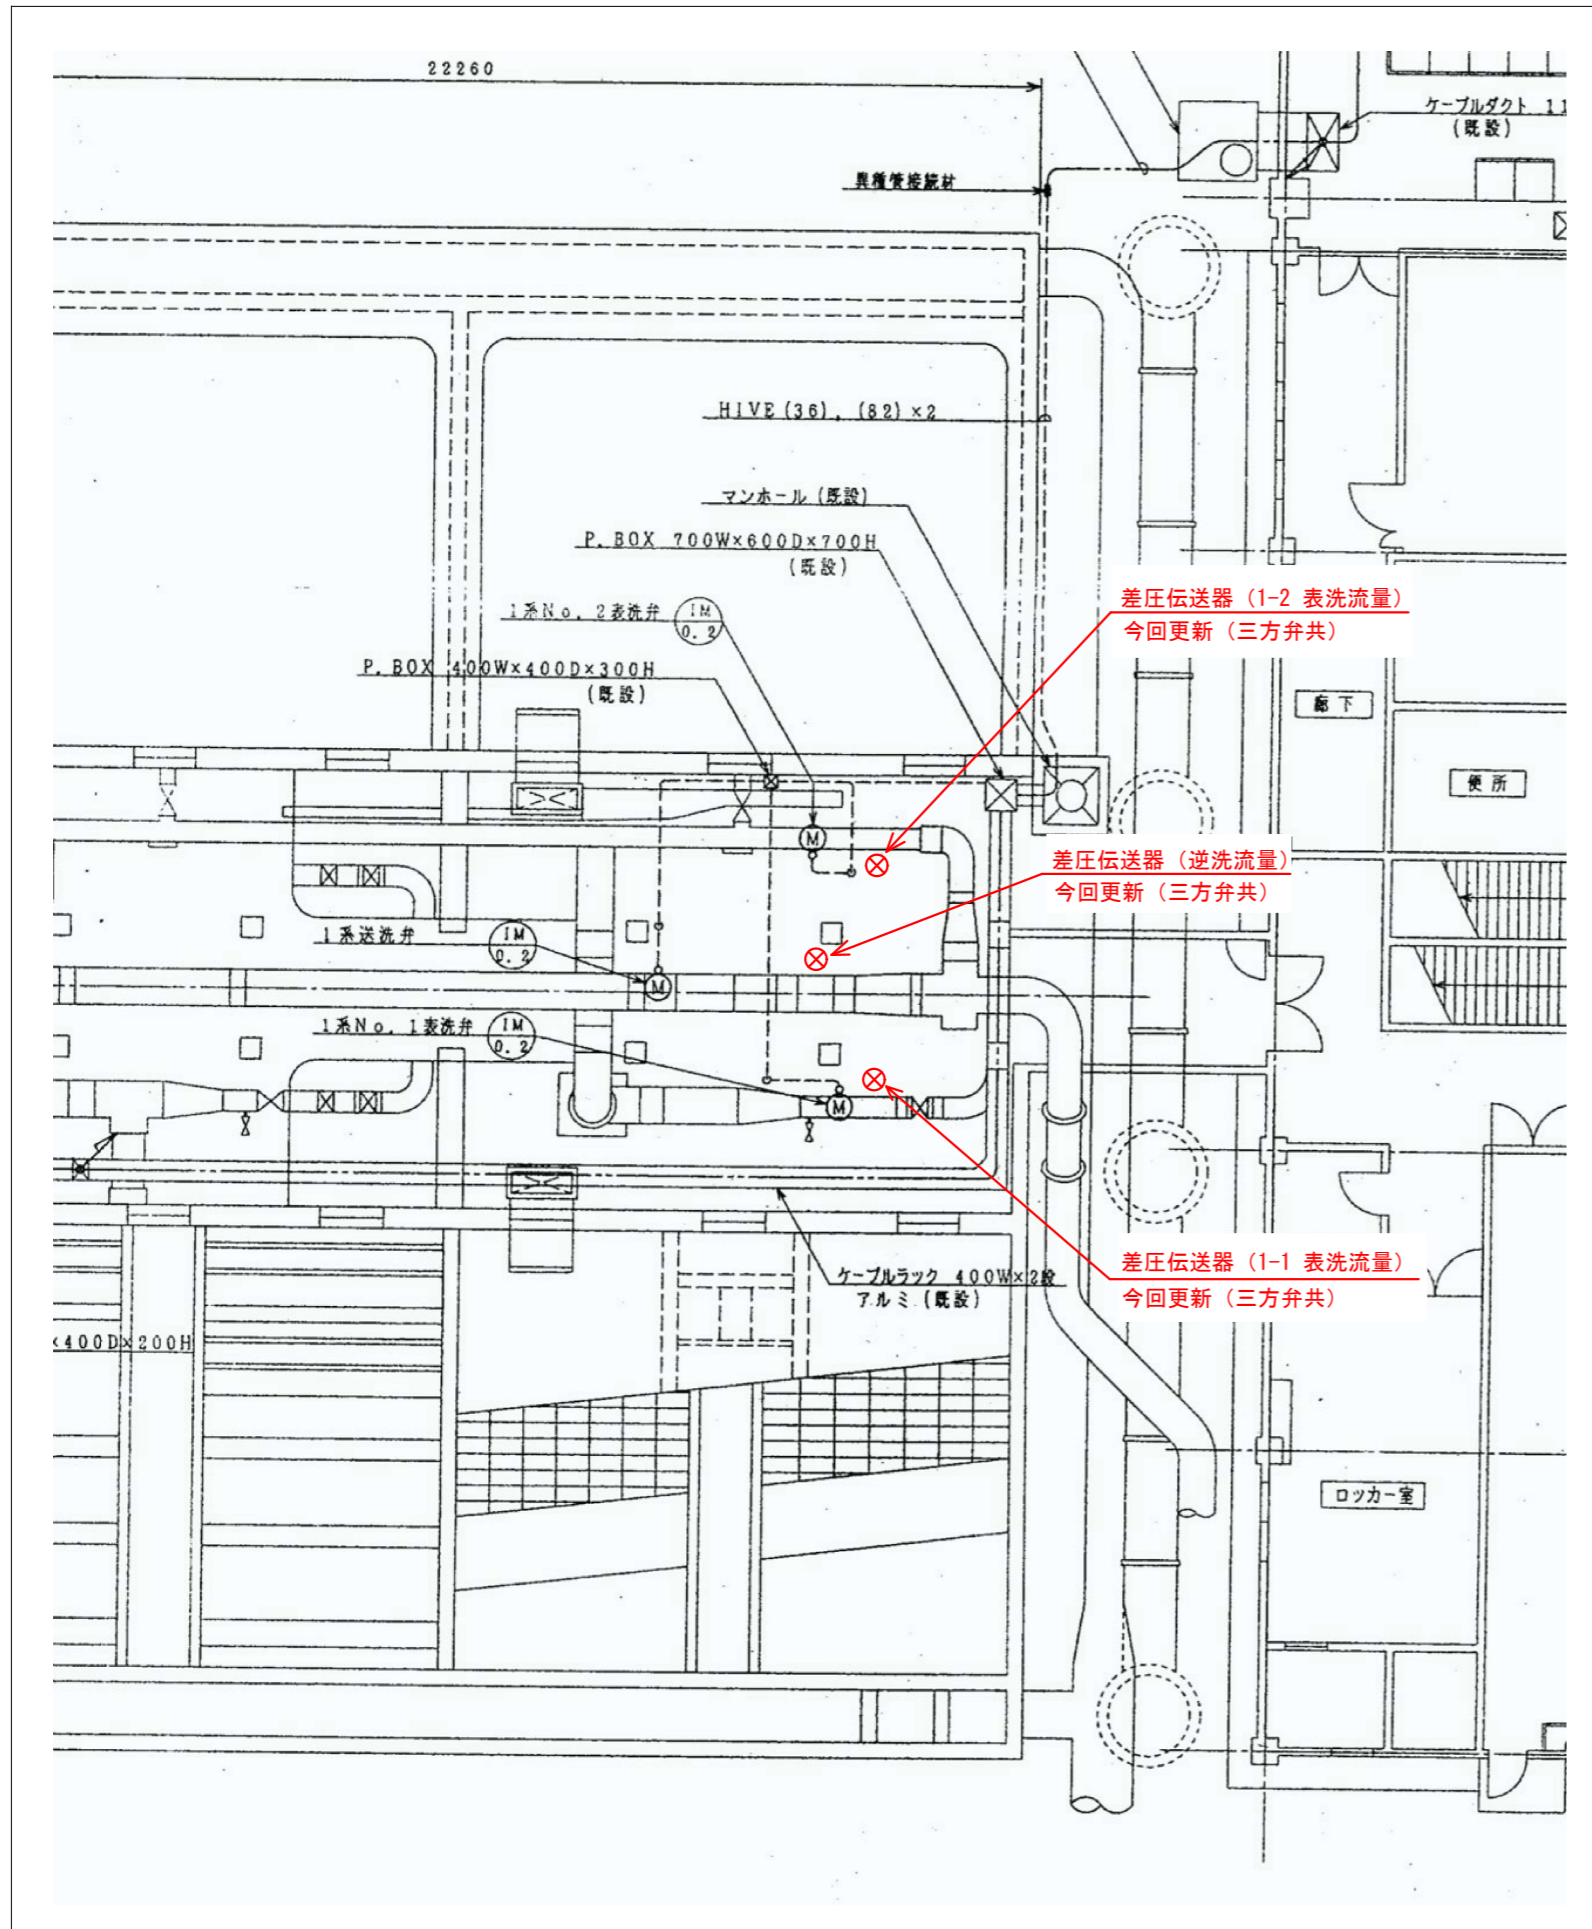 22260
ケーブルダクト 11
(既設)
異種管接続材
HIVE(36), (82)×2
マンホール(既設)
P. BOX 700W×600D×700H
(既設)
差圧伝送器（1-2 表洗流量）
今回更新（三方弁共）
1系No. 2表洗弁
IM
0. 2
P. BOX 400W×400D×300H
(既設)
廊下
便所
M
差圧伝送器（逆洗流量）
今回更新（三方弁共）
1系送洗弁
IM
0. 2
M
1系No. 1表洗弁
IM
0. 2
M
差圧伝送器（1-1 表洗流量）
今回更新（三方弁共）
ケーブルラック 400W×2段
アルミ(既設)
×400D×200H
ロッカー室